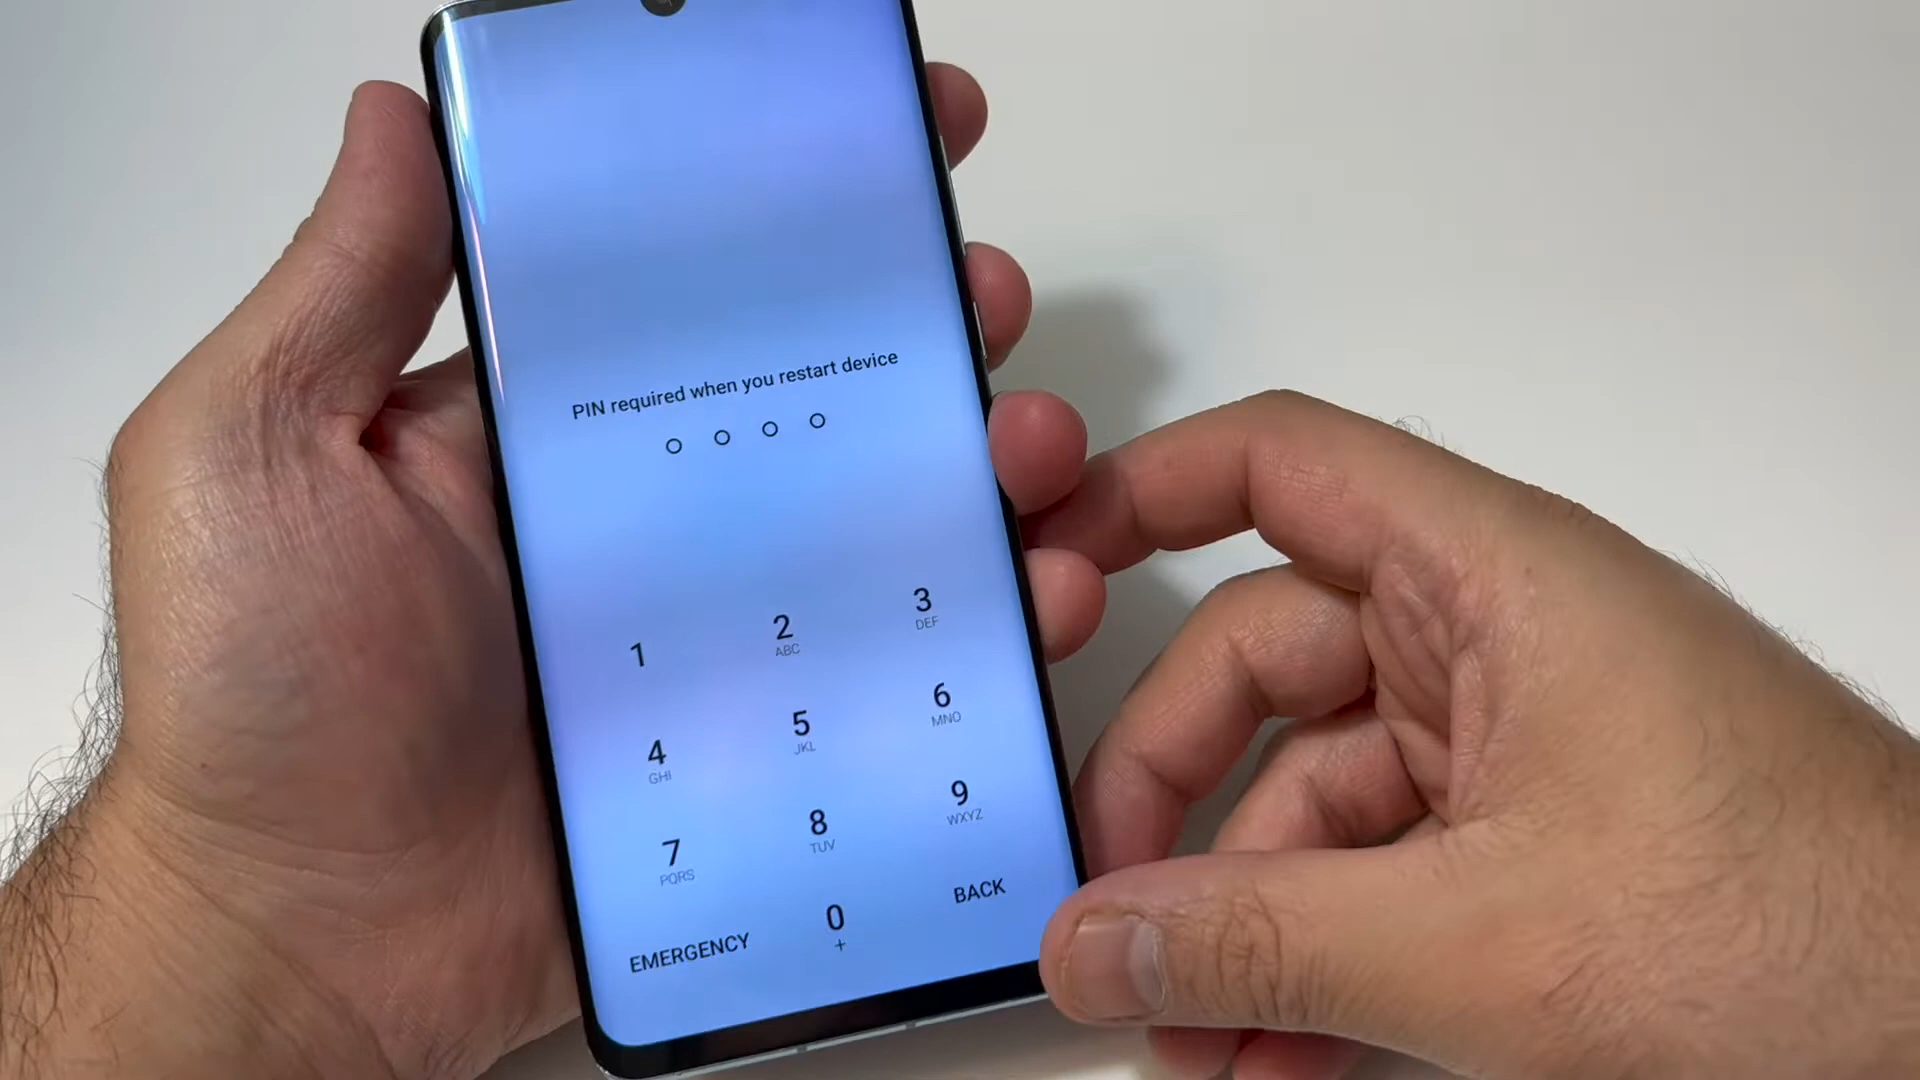 PIN required when you restart device
1 2 3
ABC DEF
4 5 6
GHI JKL MNO
7 8 9
PQRS TUV WXYZ
EMERGENCY 0 BACK
+